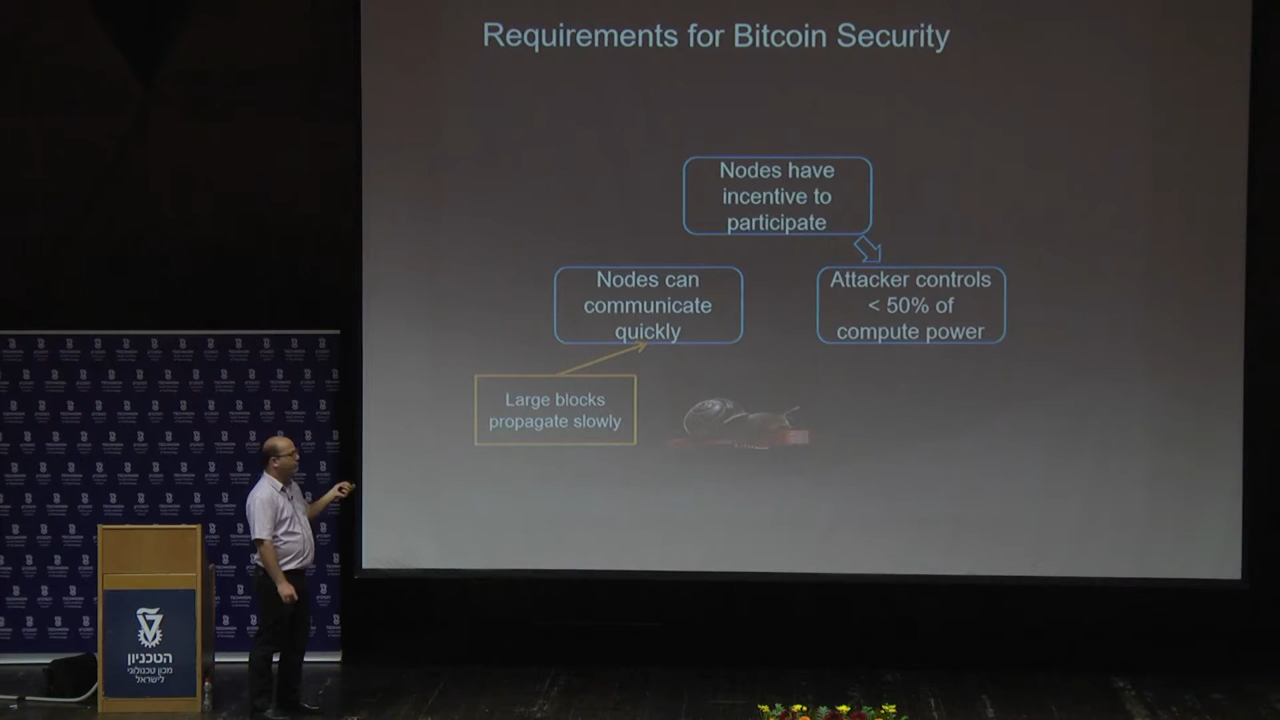 Requirements for Bitcoin Security
Nodes have
incentive to
participate
Nodes can
communicate
quickly
Attacker controls
< 50% of
compute power
Large blocks
propagate slowly
הטכניון
מכון טכנולוגי
לישראל